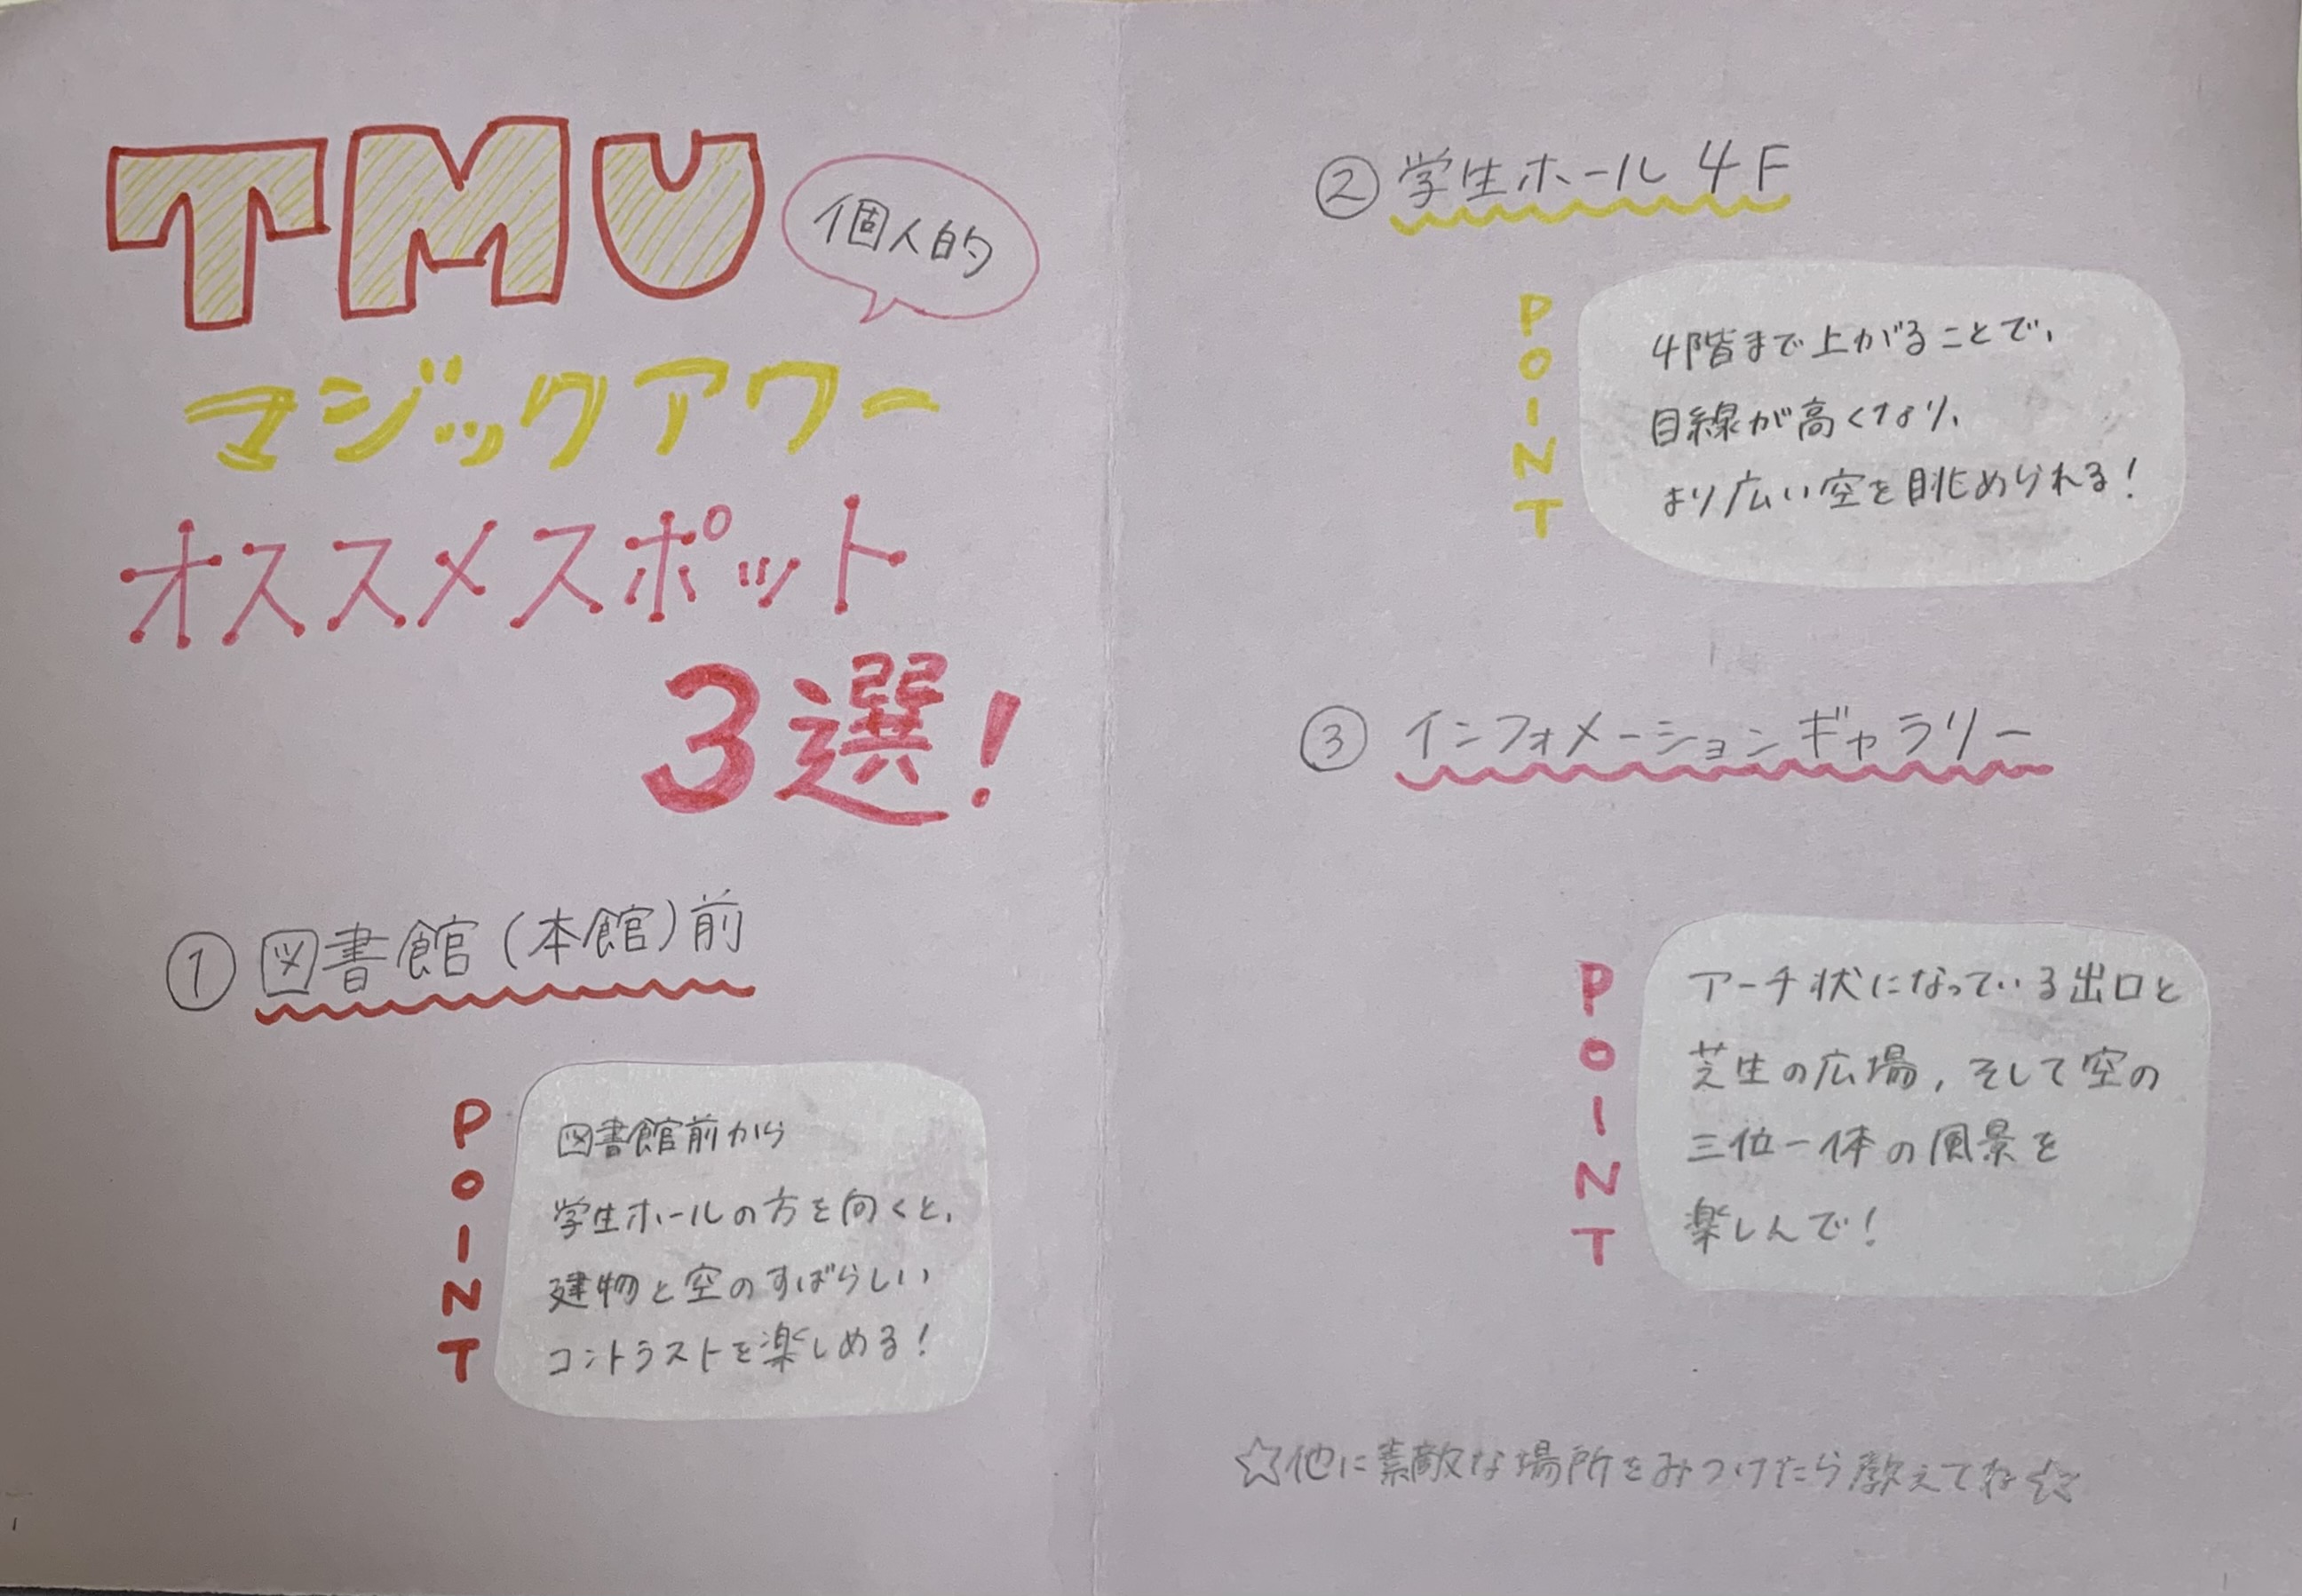 TMU
個人的
マジックアワー
オススメスポット
3選!
① 図書館(本館)前
POINT
図書館前から
学生ホールの方を向くと、
建物と空のすばらしい
コントラストを楽しめる!
② 学生ホール 4F
POINT
4階まで上がることで、
目線が高くなり、
より広い空を眺められる!
③ インフォメーションギャラリー
POINT
アーチ状になっている出口と
芝生の広場,そして空の
三位一体の風景を
楽しんで!
☆他に素敵な場所をみつけたら教えてね☆